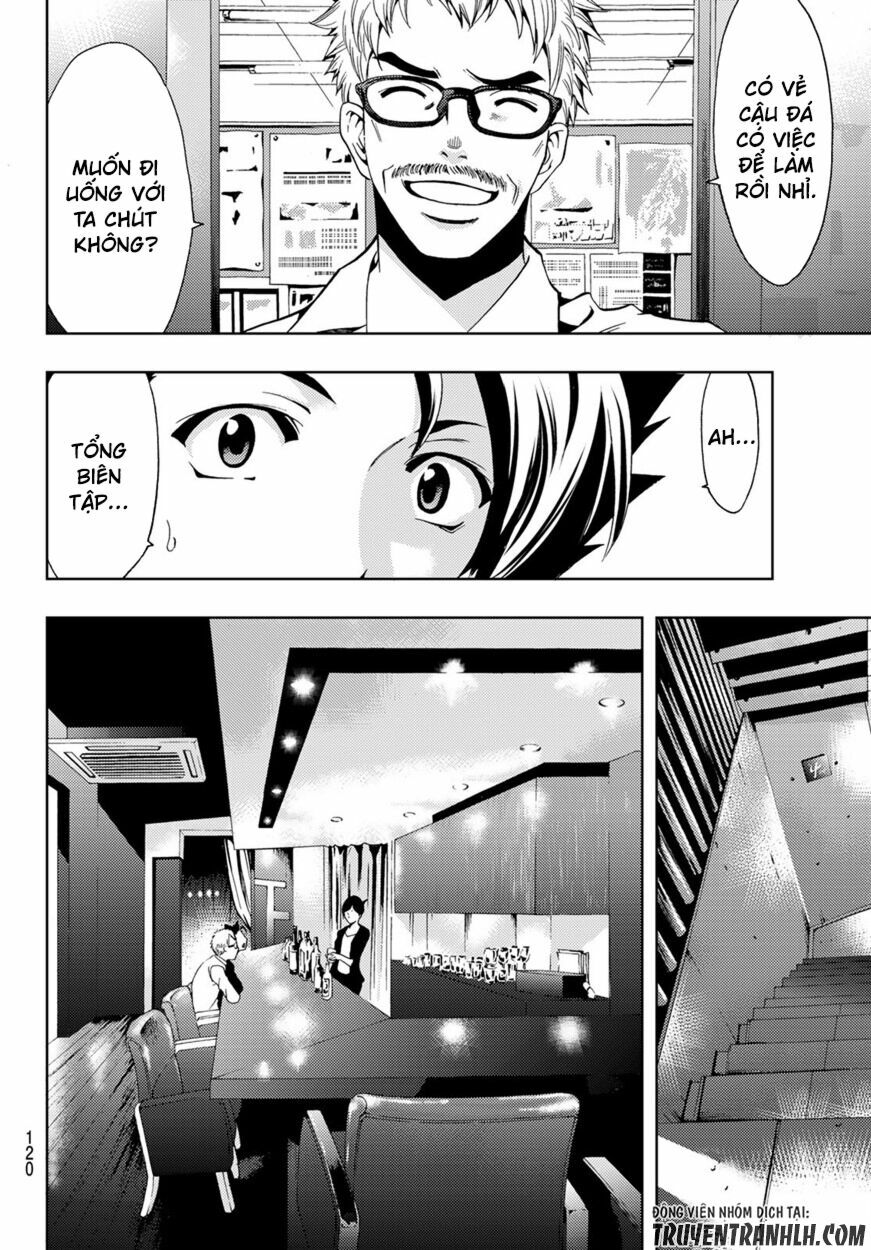 CÓ VẺ
CẬU ĐÁ
CÓ VIỆC
ĐỂ LÀM
RỒI NHỈ.
MUỐN ĐI
UỐNG VỚI
TA CHÚT
KHÔNG?
AH...
TỔNG
BIÊN
TẬP...
120
ĐỘNG VIÊN NHÓM DỊCH TẠI:
TRUYENTRANHLH.COM